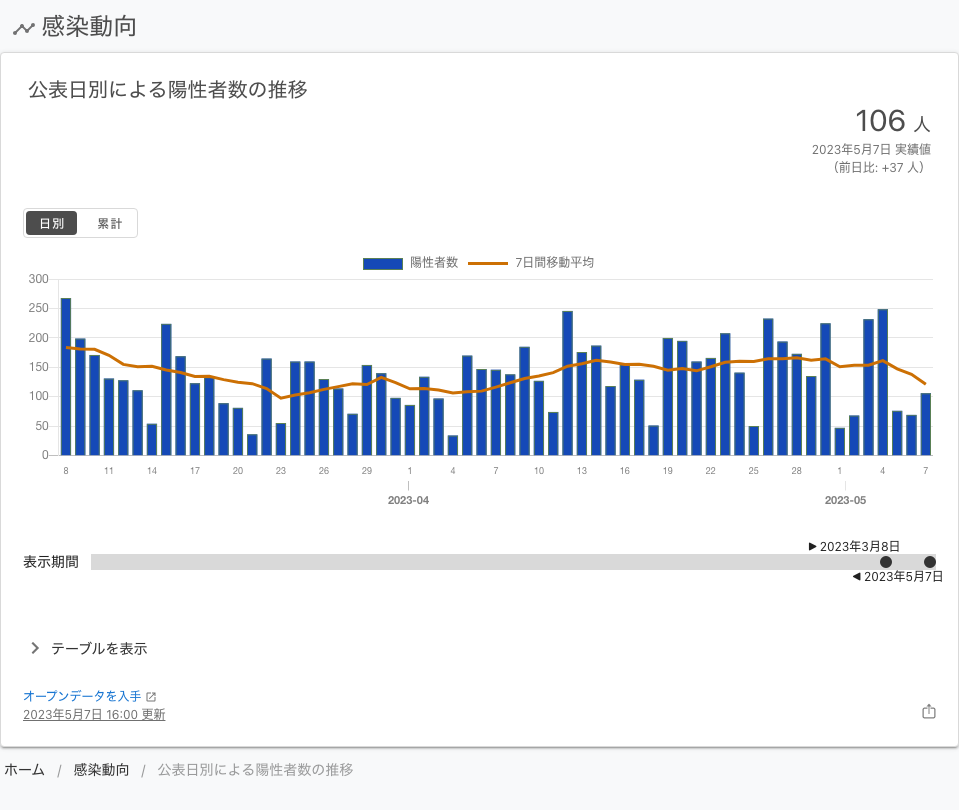 感染動向
公表日別による陽性者数の推移
106 人
2023年5月7日 実績値
（前日比: +37 人）
日別 累計
陽性者数 7日間移動平均
300
250
200
150
100
50
0
8 11 14 17 20 23 26 29 1 4 7 10 13 16 19 22 25 28 1 4 7
2023-04 2023-05
▶ 2023年3月8日
表示期間
◀ 2023年5月7日
テーブルを表示
オープンデータを入手
2023年5月7日 16:00 更新
ホーム / 感染動向 / 公表日別による陽性者数の推移